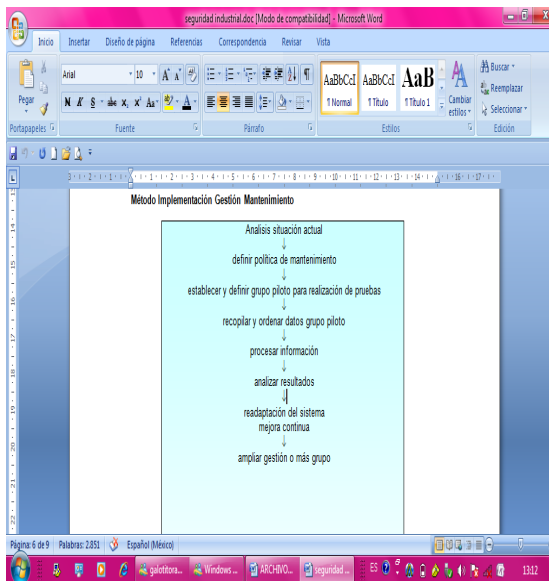 seguridad industrial.doc [Modo de compatibilidad] - Microsoft Word
Inicio Insertar Diseño de página Referencias Correspondencia Revisar Vista
Pegar
Arial 10
AaBbCcI AaBbCcI AaB
¶ Normal ¶ Título ¶ Título 1
Cambiar estilos
Buscar
Reemplazar
Seleccionar
Portapapeles Fuente Párrafo Estilos Edición
Método Implementación Gestión Mantenimiento
Analisis situación actual
definir política de mantenimiento
establecer y definir grupo piloto para realización de pruebas
recopilar y ordenar datos grupo piloto
procesar información
analizar resultados
readaptación del sistema
mejora continua
ampliar gestión o más grupo
Página: 6 de 9 Palabras: 2.851 Español (México)
galotitora... Windows ... ARCHIVO... seguridad ... ES 13:12